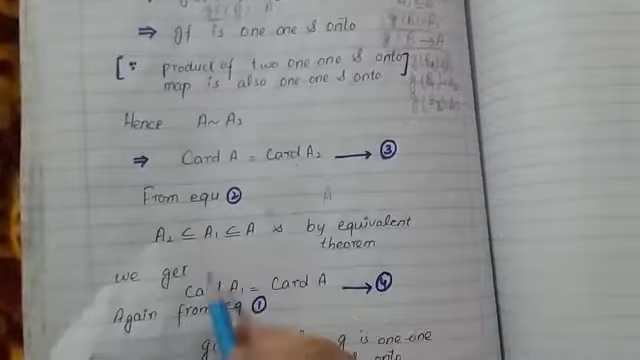 ⇒ gf is one one & onto
[∵ product of two one one & onto]
map is also one one & onto
Hence A ~ A2
⇒ Card A = Card A2 → ③
From equ ②
A2 ⊆ A1 ⊆ A & by equivalent
theorem
we get
Card A1 = Card A → ④
Again from eq ①
g is one-one
onto